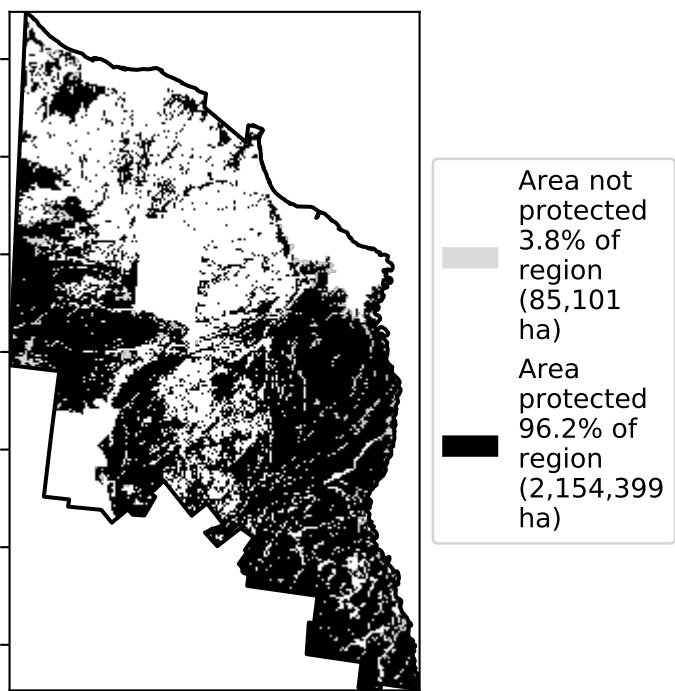 Area not
protected
3.8% of
region
(85,101
ha)
Area
protected
96.2% of
region
(2,154,399
ha)